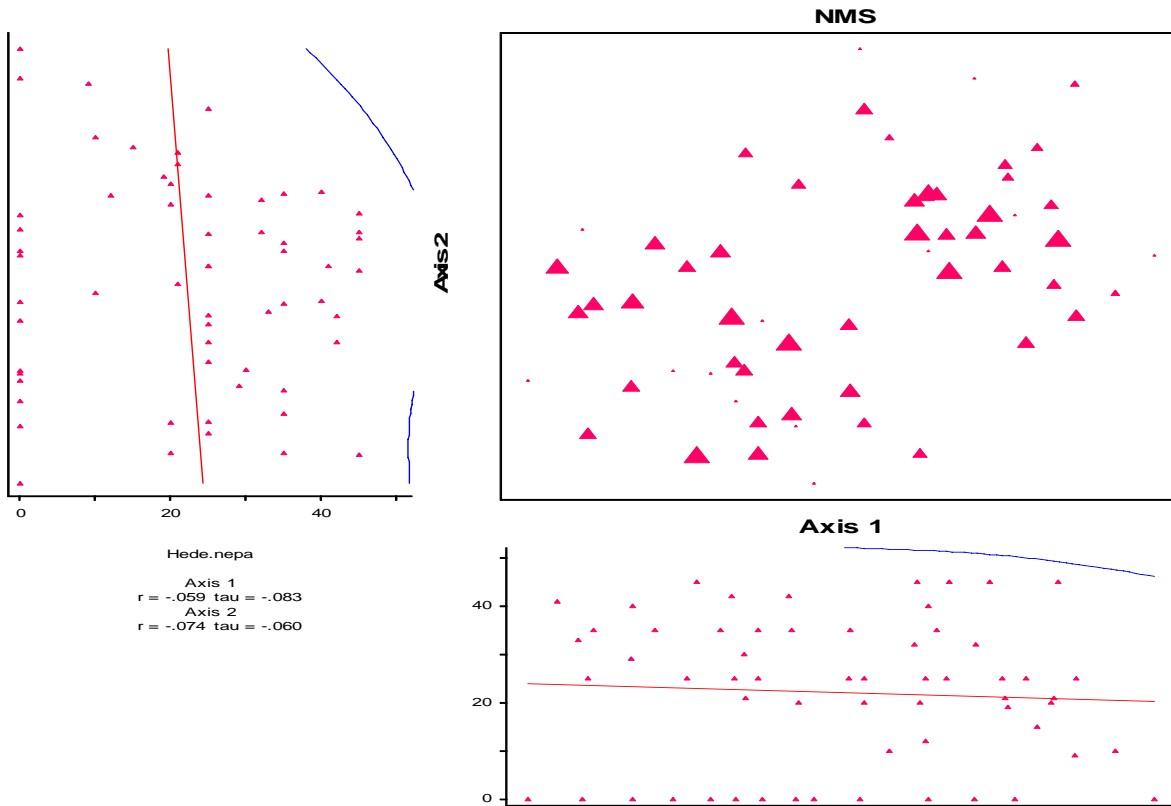 NMS
Axis 2
0
20
40
Axis 1
Hede.nepa
Axis 1
r = -.059 tau = -.083
Axis 2
r = -.074 tau = -.060
40
20
0